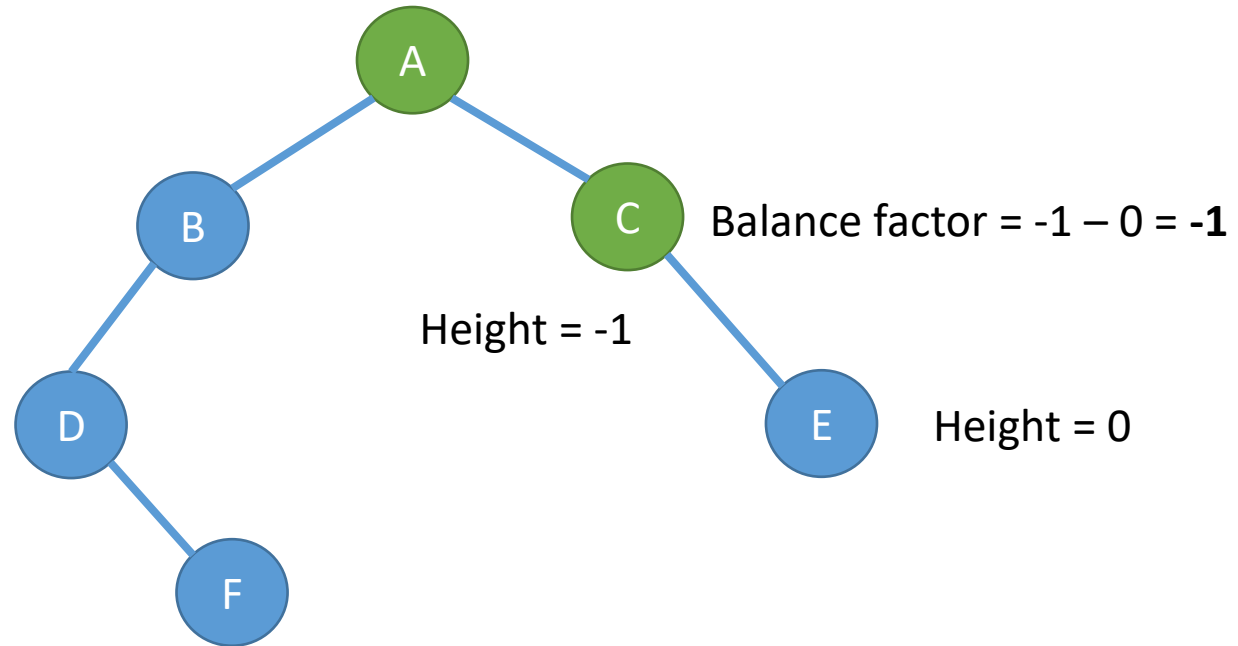 A
B
C
Balance factor = -1 – 0 = -1
Height = -1
D
E
Height = 0
F